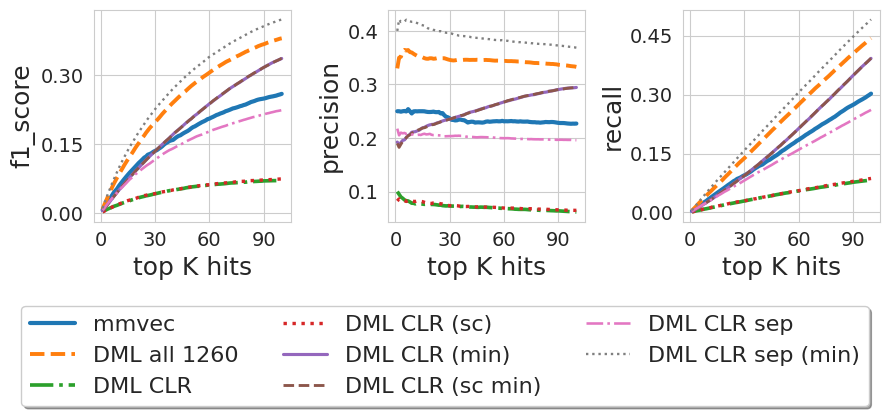 f1_score
0.30
0.15
0.00
0 30 60 90
top K hits
precision
0.4
0.3
0.2
0.1
0 30 60 90
top K hits
recall
0.45
0.30
0.15
0.00
0 30 60 90
top K hits
mmvec
DML all 1260
DML CLR
DML CLR (sc)
DML CLR (min)
DML CLR (sc min)
DML CLR sep
DML CLR sep (min)